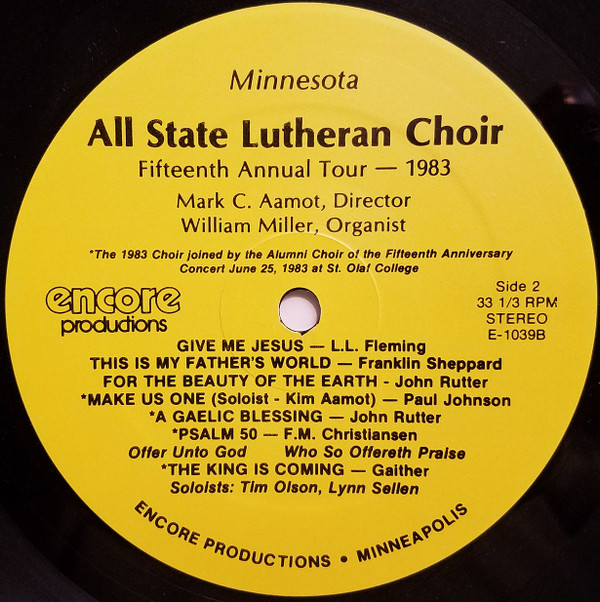 Minnesota
All State Lutheran Choir
Fifteenth Annual Tour — 1983
Mark C. Aamot, Director
William Miller, Organist
*The 1983 Choir joined by the Alumni Choir of the Fifteenth Anniversary
Concert June 25, 1983 at St. Olaf College
encore
productions
Side 2
33 1/3 RPM
STEREO
E-1039B
GIVE ME JESUS — L.L. Fleming
THIS IS MY FATHER'S WORLD — Franklin Sheppard
FOR THE BEAUTY OF THE EARTH - John Rutter
*MAKE US ONE (Soloist - Kim Aamot) — Paul Johnson
*A GAELIC BLESSING — John Rutter
*PSALM 50 — F.M. Christiansen
Offer Unto God Who So Offereth Praise
*THE KING IS COMING — Gaither
Soloists: Tim Olson, Lynn Sellen
ENCORE PRODUCTIONS • MINNEAPOLIS